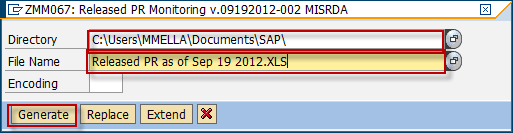 ZMM067: Released PR Monitoring v.09192012-002 MISRDA
Directory C:\Users\MMELLA\Documents\SAP\
File Name Released PR as of Sep 19 2012.XLS
Encoding
Generate Replace Extend